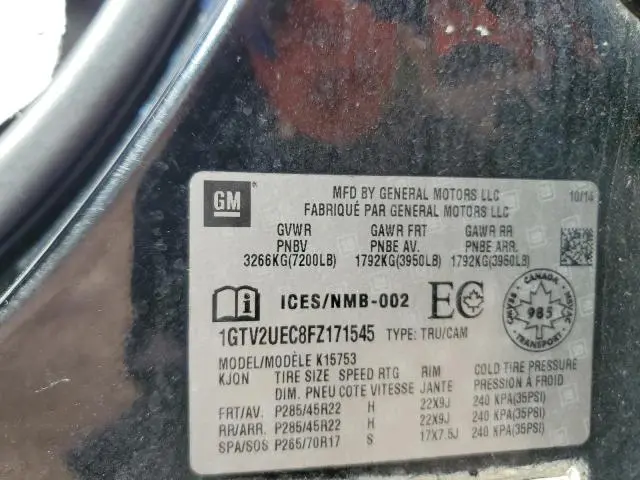 GM
MFD BY GENERAL MOTORS LLC
FABRIQUÉ PAR GENERAL MOTORS LLC
10/14
GVWR GAWR FRT GAWR RR
PNBV PNBE AV. PNBE ARR.
3266KG(7200LB) 1792KG(3950LB) 1792KG(3950LB)
ICES/NMB-002 EC
CANADA
985
TRANSPORT
1GTV2UEC8FZ171545 TYPE: TRU/CAM
MODEL/MODÈLE K15753
KJQN TIRE SIZE SPEED RTG RIM COLD TIRE PRESSURE
DIM. PNEU COTE VITESSE JANTE PRESSION À FROID
FRT/AV. P285/45R22 H 22X9J 240 KPA(35PSI)
RR/ARR. P285/45R22 H 22X9J 240 KPA(35PSI)
SPA/SOS P265/70R17 S 17X7.5J 240 KPA(35PSI)